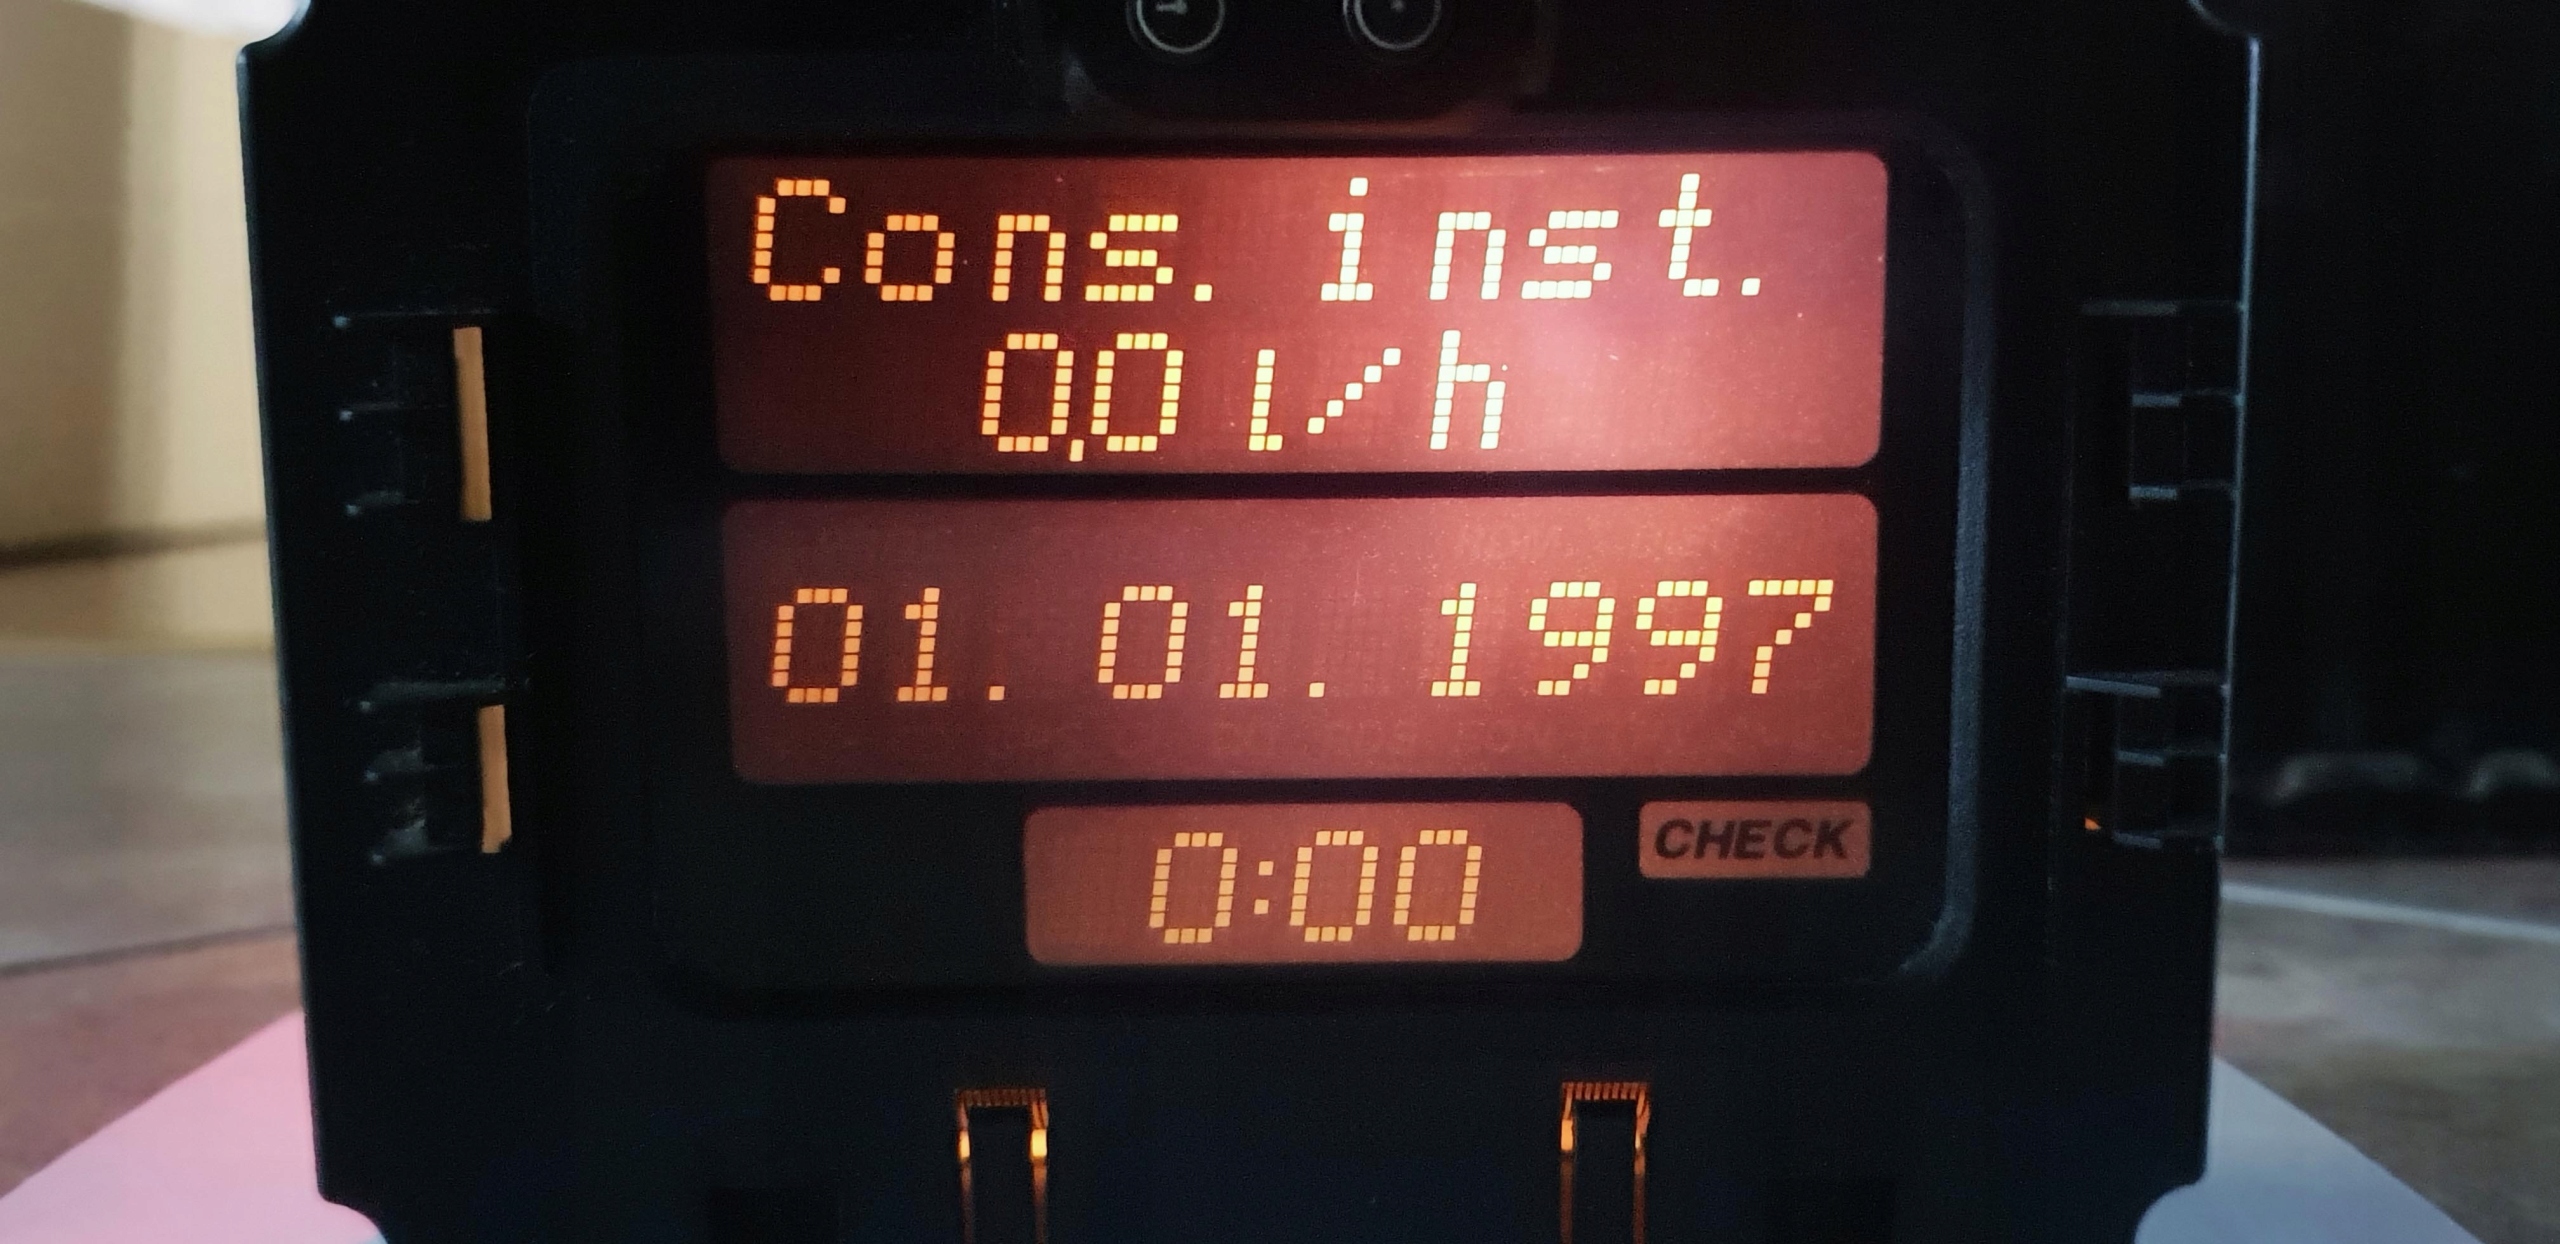 Cons. inst.
0,0 l/h
01. 01. 1997
0:00
CHECK